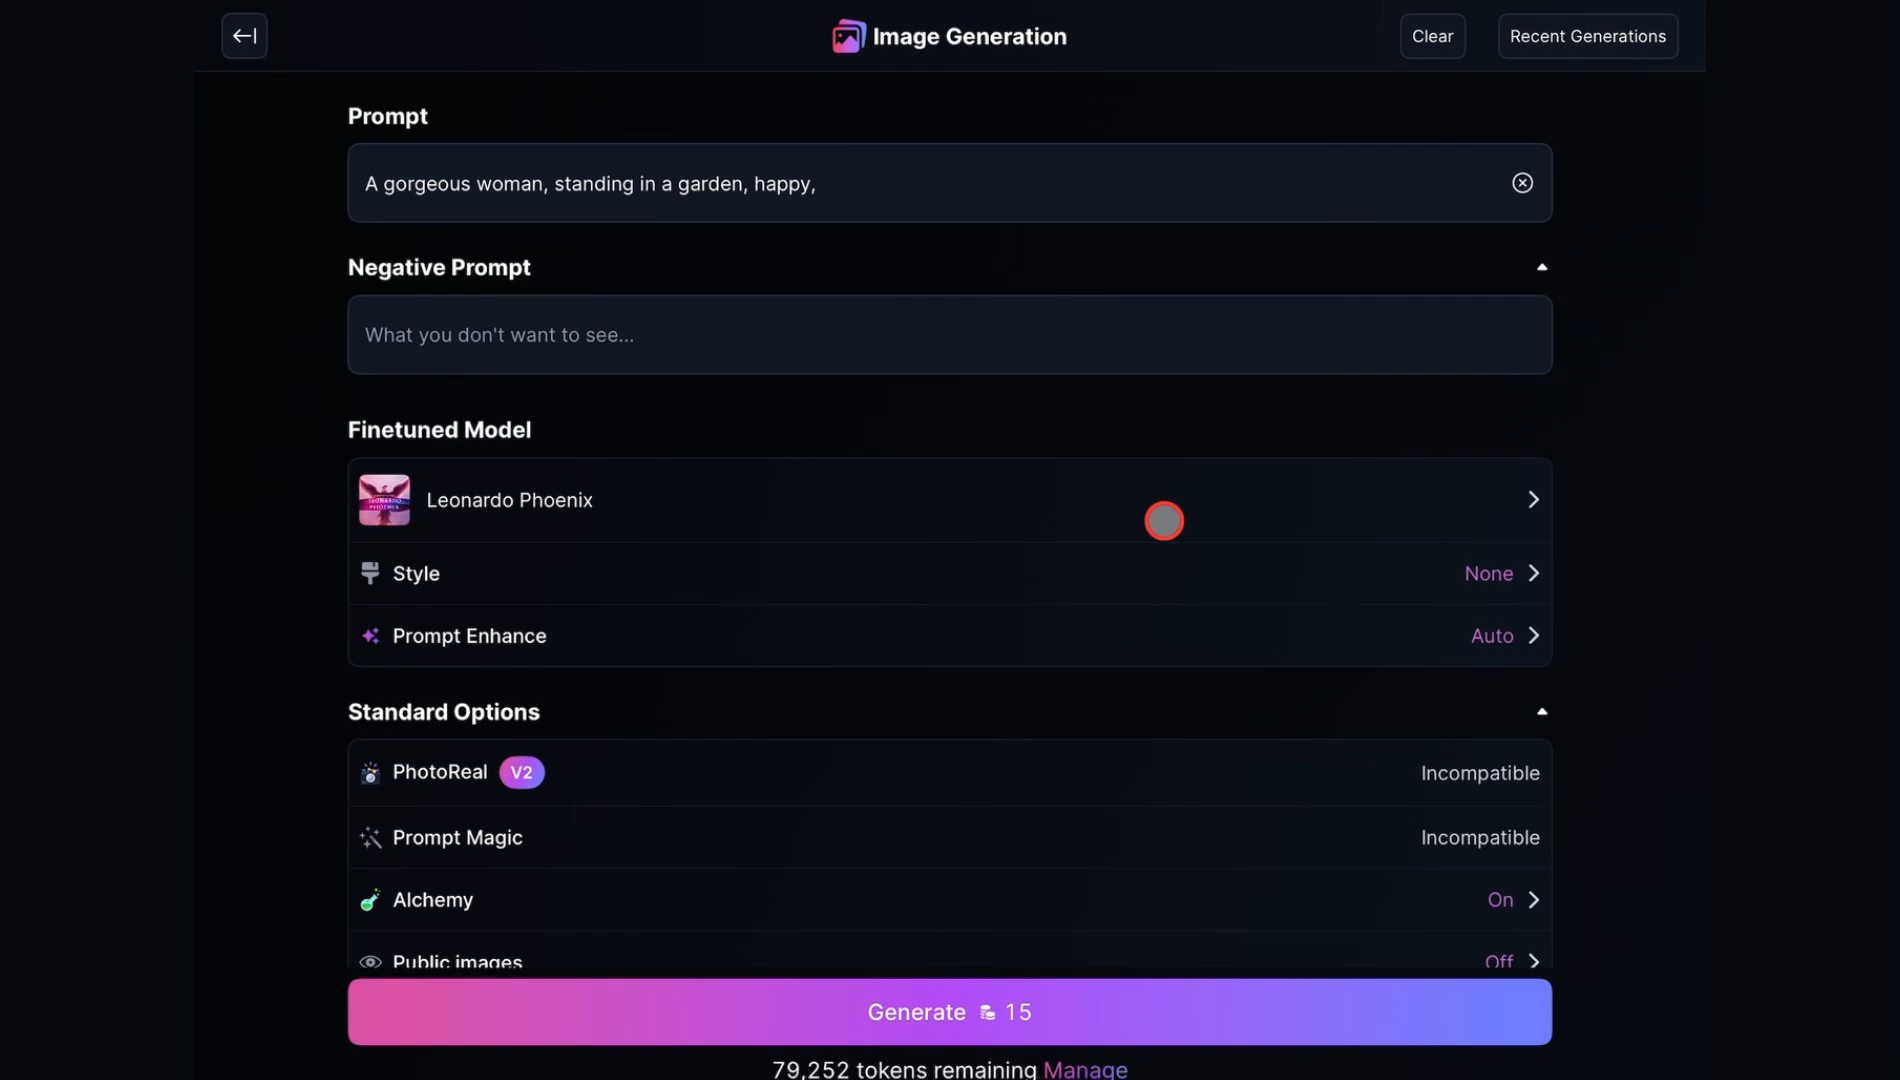 Image Generation
Clear
Recent Generations
Prompt
A gorgeous woman, standing in a garden, happy,
Negative Prompt
What you don't want to see...
Finetuned Model
LEONARDO
PHOENIX
Leonardo Phoenix
Style
None
Prompt Enhance
Auto
Standard Options
PhotoReal V2
Incompatible
Prompt Magic
Incompatible
Alchemy
On
Public images
Off
Generate 15
79,252 tokens remaining Manage